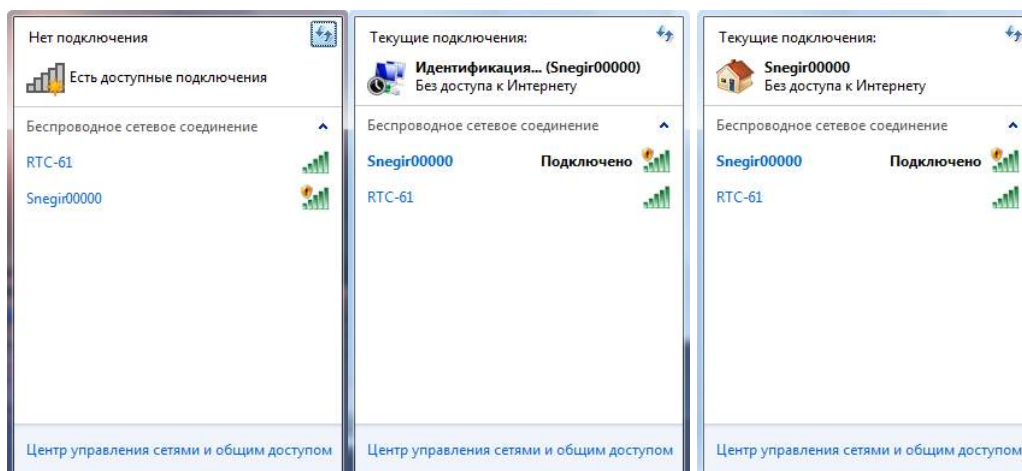 Нет подключения
Есть доступные подключения
Беспроводное сетевое соединение
RTC-61
Snegir00000
Центр управления сетями и общим доступом
Текущие подключения:
Идентификация... (Snegir00000)
Без доступа к Интернету
Беспроводное сетевое соединение
Snegir00000 Подключено
RTC-61
Центр управления сетями и общим доступом
Текущие подключения:
Snegir00000
Без доступа к Интернету
Беспроводное сетевое соединение
Snegir00000 Подключено
RTC-61
Центр управления сетями и общим доступом